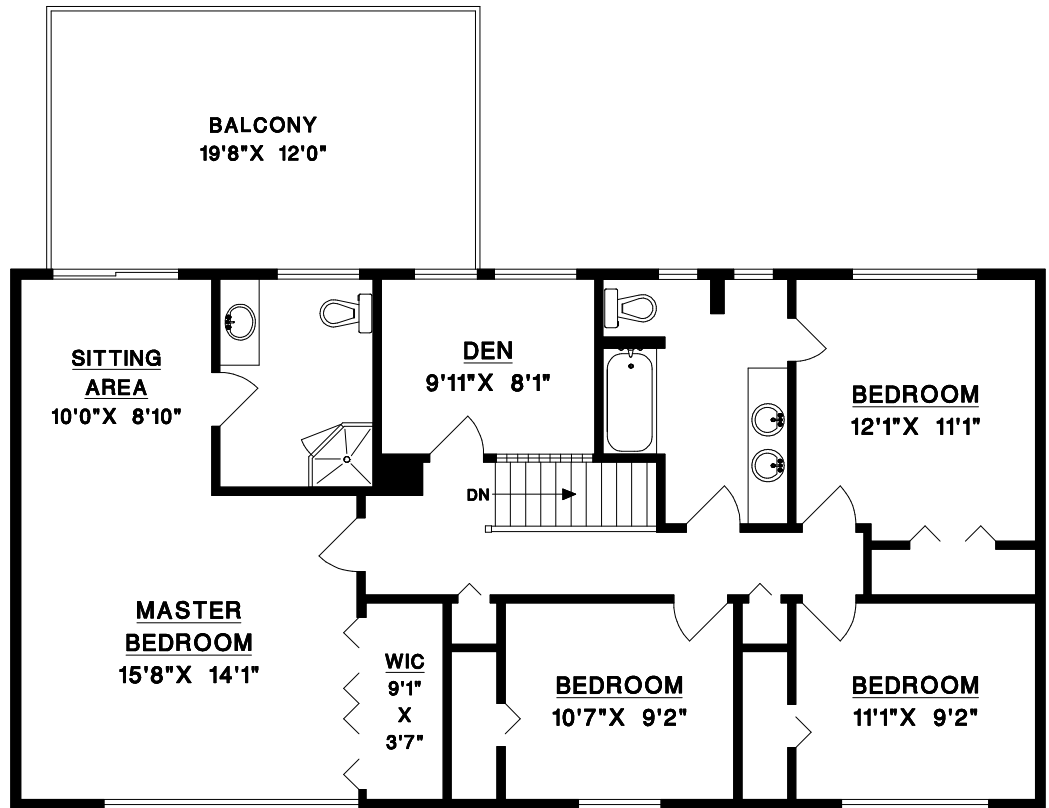 BALCONY
19'8"X 12'0"
SITTING
AREA
10'0"X 8'10"
DEN
9'11"X 8'1"
BEDROOM
12'1"X 11'1"
DN
MASTER
BEDROOM
15'8"X 14'1"
WIC
9'1"
X
3'7"
BEDROOM
10'7"X 9'2"
BEDROOM
11'1"X 9'2"